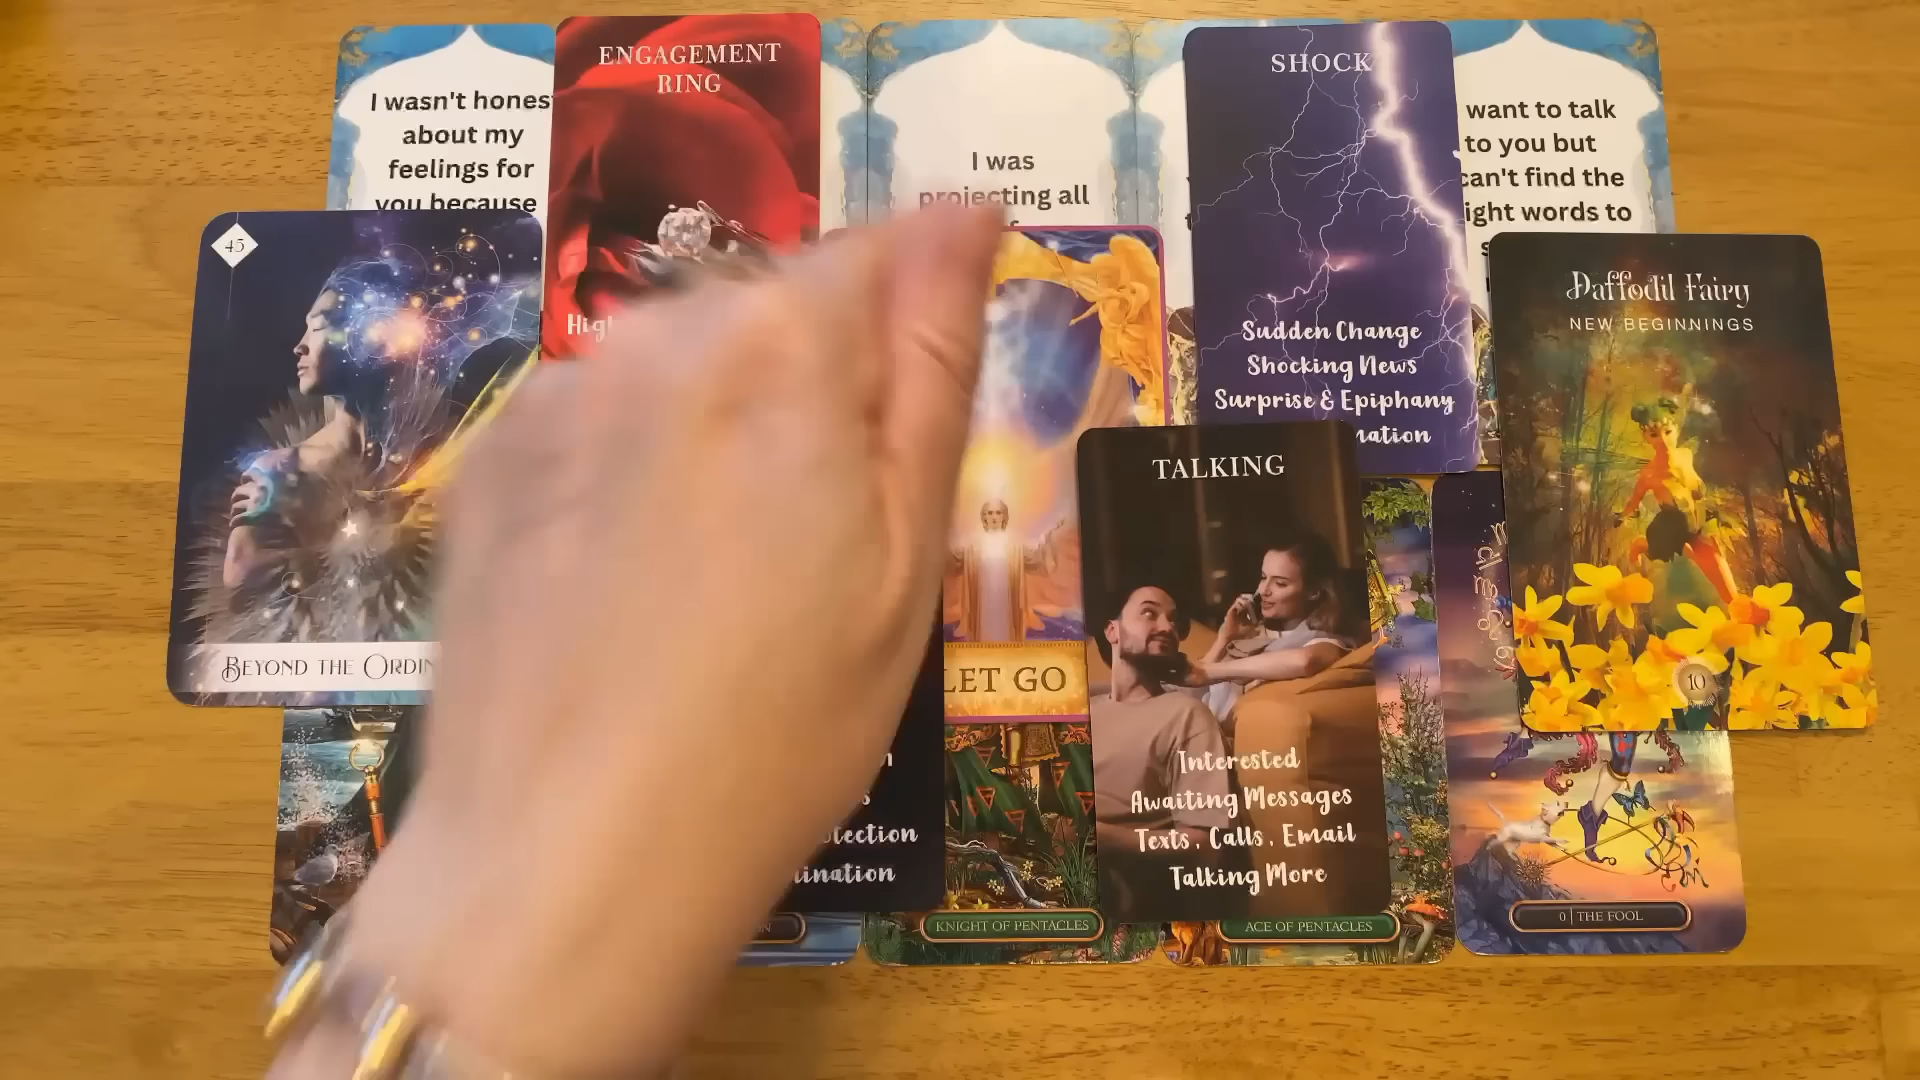 I wasn't hones
about my
feelings for
you because
ENGAGEMENT
RING
I was
projecting all
SHOCK
Sudden Change
Shocking News
Surprise & Epiphany
want to talk
to you but
can't find the
ight words to
45
BEYOND THE ORDIN
LET GO
TALKING
Interested
Awaiting Messages
Texts, Calls, Email
Talking More
Daffodil Fairy
NEW BEGINNINGS
10
KNIGHT OF PENTACLES
ACE OF PENTACLES
0 | THE FOOL